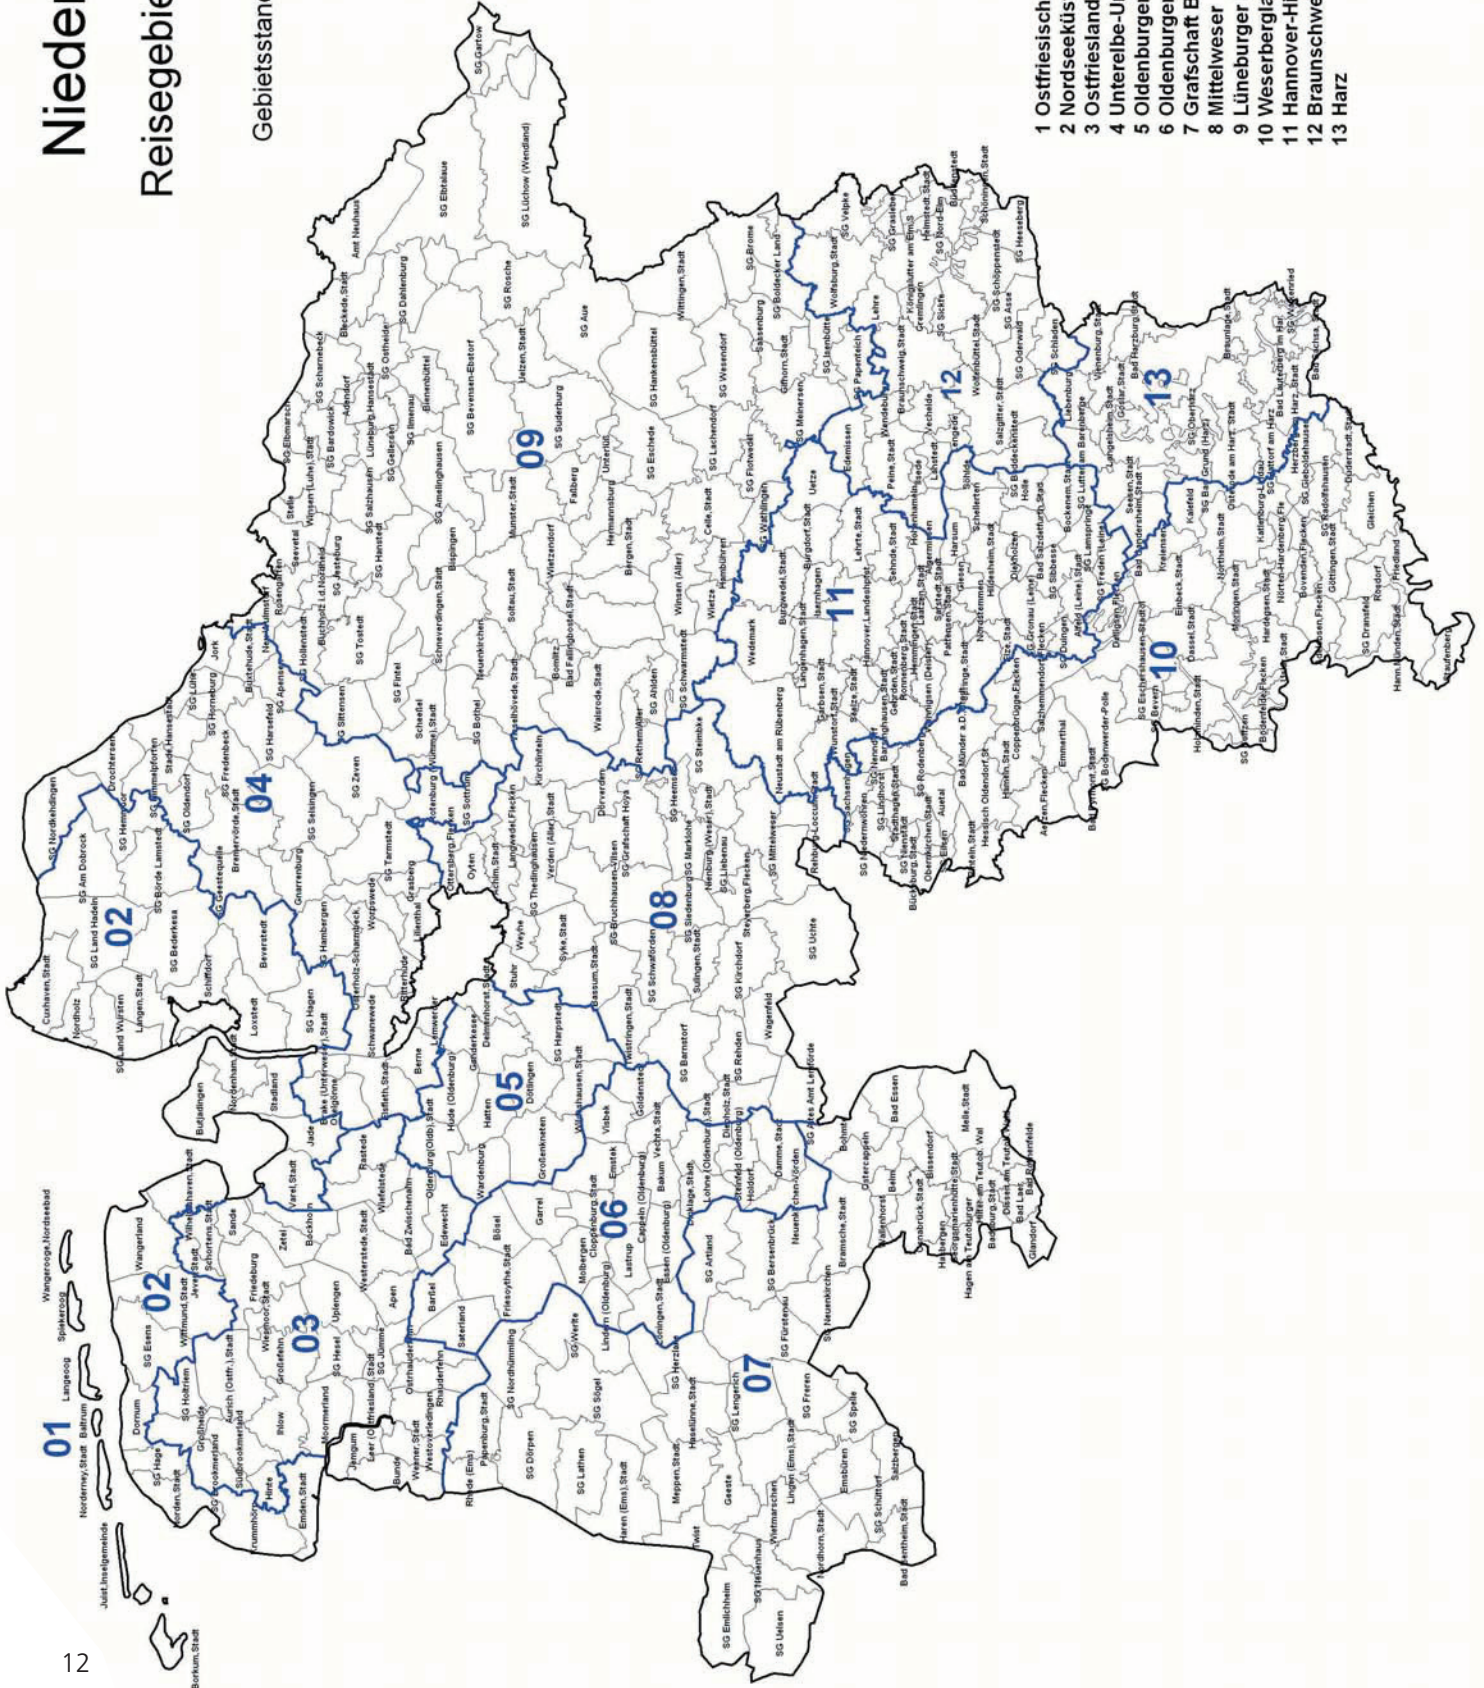 Nieder
Reisegebie
Gebietsstand
01
Borkum,Stadt
Juist,Inselgemeinde
Norderney,Stadt
Baltrum
Langeoog
Spiekeroog
Wangerooge,Nordseebad
02
Dornum
SG Hage
Norden,Stadt
SG Esens
Wangerland
Wilhelmshaven,Stadt
Krummhörn
Emden,Stadt
Butjadingen
Nordenham,Stadt
Stadland
Varel,Stadt
Jade
03
SG Holtriem
Großheide
SG Brookmerland
Südbrookmerland
Hinte
Aurich (Ostfr.),Stadt
Ihlow
Wittmund,Stadt
Jever,Stadt
Schortens,Stadt
Sande
Zetel
Bockhorn
Friedeburg
Wiesmoor,Stadt
Großefehn
Uplengen
SG Hesel
SG Jümme
Moormerland
Leer (Ostfriesland),Stadt
Jemgum
Bunde
Weener,Stadt
Westoverledingen
Rhauderfehn
Ostrhauderfehn
Apen
Westerstede,Stadt
Bad Zwischenahn
Edewecht
Wiefelstede
Rastede
02
Cuxhaven,Stadt
Nordholz
SG Land Wursten
Langen,Stadt
SG Land Hadeln
SG Am Dobrock
SG Hemmoor
SG Börde Lamstedt
SG Bederkesa
Schiffdorf
Loxstedt
Beverstedt
SG Hagen
04
SG Nordkehdingen
Drochtersen
SG Himmelpforten
SG Oldendorf
Stade,Hansestadt
SG Fredenbeck
SG Harsefeld
SG Horneburg
SG Lühe
Jork
Buxtehude,Stadt
SG Apensen
Neu Wulmstorf
Bremervörde,Stadt
SG Geestequelle
Gnarrenburg
SG Selsingen
SG Zeven
SG Tarmstedt
SG Sittensen
SG Hambergen
Osterholz-Scharmbeck,
Worpswede
Grasberg
Lilienthal
Ritterhude
Schwanewede
05
Brake (Unterweser),Stadt
Ovelgönne
Elsfleth,Stadt
Berne
Lemwerder
Oldenburg(Oldb),Stadt
Hude (Oldenburg)
Ganderkesee
Delmenhorst,Stadt
Hatten
Dötlingen
SG Harpstedt
Wardenburg
Großenkneten
Wildeshausen,Stadt
06
Barßel
Saterland
Friesoythe,Stadt
Bösel
Garrel
Molbergen
Cloppenburg,Stadt
Emstek
Cappeln (Oldenburg)
Lastrup
Lindern (Oldenburg)
Löningen,Stadt
Essen (Oldenburg)
Visbek
Goldenstedt
Vechta,Stadt
Bakum
Lohne (Oldenburg),Stadt
Dinklage,Stadt
Steinfeld (Oldenburg)
Holdorf
Damme,Stadt
Neuenkirchen-Vörden
07
Rhede (Ems)
Papenburg,Stadt
SG Dörpen
SG Nordhümmling
SG Werlte
SG Sögel
SG Lathen
Haren (Ems),Stadt
Meppen,Stadt
Haselünne,Stadt
SG Herzlake
Twist
Geeste
Wietmarschen
SG Lengerich
Lingen (Ems),Stadt
SG Freren
SG Spelle
Emsbüren
Salzbergen
SG Schüttorf
Bad Bentheim,Stadt
Nordhorn,Stadt
SG Neuenhaus
SG Emlichheim
SG Uelsen
SG Artland
SG Bersenbrück
SG Fürstenau
SG Neuenkirchen
Bramsche,Stadt
Bohmte
Ostercappeln
Bad Essen
Wallenhorst
Belm
Bissendorf
Osnabrück,Stadt
Melle,Stadt
Georgsmarienhütte,Stadt
Hasbergen
Hagen am Teutoburger
Hilter am Teutob. Wal
Bad Iburg,Stadt
Bad Laer
Bad Rothenfelde
Glandorf
08
Ottersberg,Flecken
Oyten
Achim,Stadt
Langwedel,Flecken
SG Thedinghausen
Verden (Aller),Stadt
Kirchlinteln
Dörverden
Weyhe
Stuhr
Syke,Stadt
Bassum,Stadt
SG Bruchhausen-Vilsen
SG Grafschaft Hoya
Twistringen,Stadt
SG Schwaförden
SG Siedenburg
Sulingen,Stadt
SG Kirchdorf
SG Barnstorf
SG Rehden
Wagenfeld
Diepholz,Stadt
SG Altes Amt Lemförde
SG Marklohe
SG Heemsen
SG Steimbke
Nienburg (Weser),Stadt
SG Liebenau
Steyerberg,Flecken
SG Mittelweser
SG Uchte
Rehburg-Loccum,Stadt
09
SG Gartow
SG Lüchow (Wendland)
SG Elbtalaue
Amt Neuhaus
Bleckede,Stadt
SG Dahlenburg
SG Ostheide
SG Scharnebeck
Adendorf
Lüneburg,Hansestadt
SG Bardowick
SG Gellersen
SG Ilmenau
SG Amelinghausen
SG Elbmarsch
Winsen (Luhe),Stadt
Stelle
Seevetal
Rosengarten
SG Salzhausen
SG Hanstedt
SG Jesteburg
Buchholz i.d.Nordheide
SG Hollenstedt
SG Tostedt
Bienenbüttel
SG Bevensen-Ebstorf
SG Rosche
Uelzen,Stadt
SG Suderburg
SG Aue
Bispingen
Schneverdingen,Stadt
Munster,Stadt
Soltau,Stadt
Wietzendorf
Neuenkirchen
Bomlitz
Bad Fallingbostel,Stadt
Walsrode,Stadt
SG Ahlden
SG Rethem/Aller
SG Schwarmstedt
SG Fintel
Scheeßel
SG Bothel
Rotenburg (Wümme),Stadt
SG Sottrum
Visselhövede,Stadt
Faßberg
Unterlüß
Hermannsburg
Bergen,Stadt
SG Eschede
SG Lachendorf
Celle,Stadt
Winsen (Aller)
Wietze
Hambühren
SG Flotwedel
SG Wathlingen
SG Hankensbüttel
SG Wesendorf
Wittingen,Stadt
SG Brome
SG Boldecker Land
Sassenburg
Gifhorn,Stadt
SG Meinersen
SG Isenbüttel
SG Papenteich
10
SG Sachsenhagen
SG Nenndorf
SG Lindhorst
SG Niedernwöhren
Stadthagen,Stadt
SG Nienstädt
SG Rodenberg
Bückeburg,Stadt
Obernkirchen,Stadt
SG Eilsen
Auetal
Rinteln,Stadt
Hessisch Oldendorf,St
Bad Münder a.D.
Hameln,Stadt
Coppenbrügge,Flecken
Salzhemmendorf,Flecken
Emmerthal
Aerzen,Flecken
Bad Pyrmont,Stadt
SG Bodenwerder-Polle
SG Eschershausen-Stadtol
SG Bevern
Holzminden,Stadt
Dassel,Stadt
Einbeck,Stadt
Kreiensen
Kalefeld
Northeim,Stadt
Moringen,Stadt
Hardegsen,Stadt
Uslar,Stadt
Bodenfelde,Flecken
Nörten-Hardenberg,Fle
Katlenburg-Lindau
Bovenden,Flecken
Adelebsen,Flecken
Göttingen,Stadt
SG Dransfeld
Rosdorf
Friedland
Gleichen
Hann.Münden,Stadt
Staufenberg
SG Radolfshausen
SG Gieboldehausen
Duderstadt,Stadt
11
Neustadt am Rübenberg
Wedemark
Burgwedel,Stadt
Langenhagen,Stadt
Isernhagen
Burgdorf,Stadt
Uetze
Lehrte,Stadt
Sehnde,Stadt
Garbsen,Stadt
Seelze,Stadt
Wunstorf,Stadt
Hannover,Landeshptst
Barsinghausen,Stadt
Gehrden,Stadt
Ronnenberg,Stadt
Hemmingen,Stadt
Laatzen,Stadt
Pattensen,Stadt
Wennigsen (Deister)
Springe,Stadt
Sarstedt,Stadt
Algermissen
Harsum
Giesen
Nordstemmen
Hildesheim,Stadt
Schellerten
Söhlde
Holle
Diekholzen
Bad Salzdetfurth,Stad
Bockenem,Stadt
Elze,Stadt
SG Gronau (Leine)
SG Sibbesse
SG Duingen
Alfeld (Leine),Stadt
SG Freden (Leine)
SG Lamspringe
12
Edemissen
Peine,Stadt
Hohenhameln
Ilsede
Lahstedt
Lengede
Vechelde
Wendeburg
Braunschweig,Stadt
Wolfsburg,Stadt
Lehre
SG Velpke
SG Grasleben
Königslutter am Elm,S
Helmstedt,Stadt
SG Nord-Elm
Büddenstedt
Schöningen,Stadt
SG Heeseberg
Cremlingen
SG Sickte
SG Schöppenstedt
SG Asse
Wolfenbüttel,Stadt
SG Oderwald
SG Schladen
Salzgitter,Stadt
SG Baddeckenstedt
13
Liebenburg
Vienenburg,Stadt
Goslar,Stadt
Bad Harzburg,Stadt
Langelsheim,Stadt
SG Lutter am Barenberge
Seesen,Stadt
Bad Gandersheim,Stadt
SG Oberharz
SG Bad Grund (Harz)
Osterode am Harz, Stadt
SG Hattorf am Harz
Herzberg am Harz, Stadt
Bad Lauterberg im Har
Braunlage,Stadt
SG Walkenried
Bad Sachsa, Stadt
1 Ostfriesisch
2 Nordseeküs
3 Ostfriesland
4 Unterelbe-Un
5 Oldenburger
6 Oldenburger
7 Grafschaft B
8 Mittelweser
9 Lüneburger
10 Weserbergla
11 Hannover-Hi
12 Braunschwe
13 Harz
12